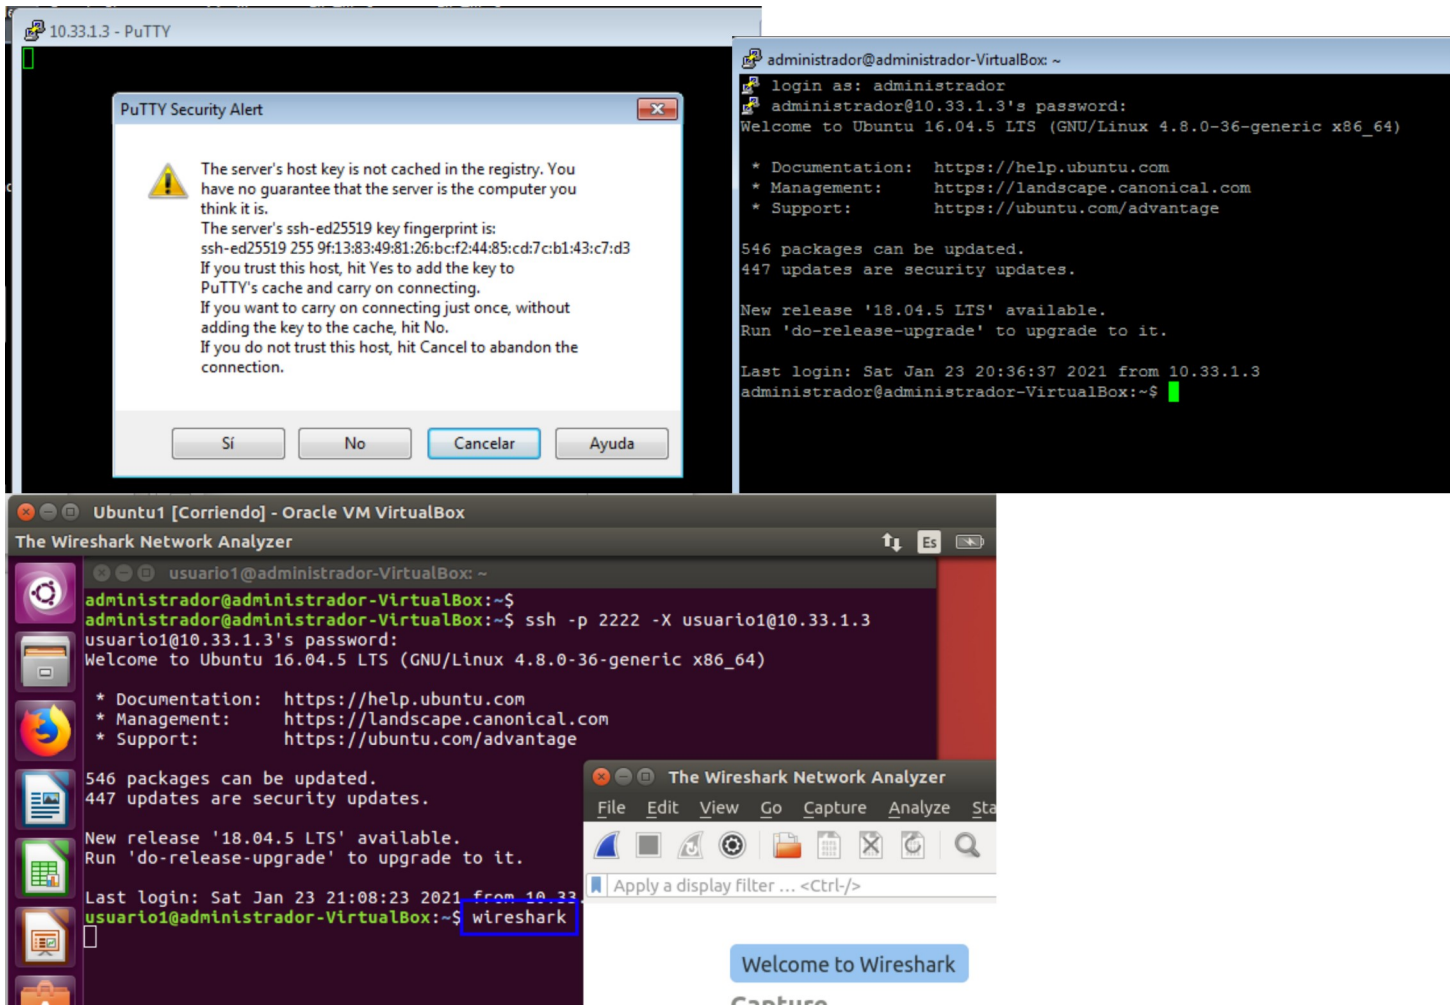 10.33.1.3 - PuTTY
PuTTY Security Alert
The server's host key is not cached in the registry. You
have no guarantee that the server is the computer you
think it is.
The server's ssh-ed25519 key fingerprint is:
ssh-ed25519 255 9f:13:83:49:81:26:bc:f2:44:85:cd:7c:b1:43:c7:d3
If you trust this host, hit Yes to add the key to
PuTTY's cache and carry on connecting.
If you want to carry on connecting just once, without
adding the key to the cache, hit No.
If you do not trust this host, hit Cancel to abandon the
connection.
Sí No Cancelar Ayuda
administrador@administrador-VirtualBox: ~
login as: administrador
administrador@10.33.1.3's password:
Welcome to Ubuntu 16.04.5 LTS (GNU/Linux 4.8.0-36-generic x86_64)
* Documentation: https://help.ubuntu.com
* Management: https://landscape.canonical.com
* Support: https://ubuntu.com/advantage
546 packages can be updated.
447 updates are security updates.
New release '18.04.5 LTS' available.
Run 'do-release-upgrade' to upgrade to it.
Last login: Sat Jan 23 20:36:37 2021 from 10.33.1.3
administrador@administrador-VirtualBox:~$
Ubuntu1 [Corriendo] - Oracle VM VirtualBox
The Wireshark Network Analyzer Es
usuario1@administrador-VirtualBox: ~
administrador@administrador-VirtualBox:~$
administrador@administrador-VirtualBox:~$ ssh -p 2222 -X usuario1@10.33.1.3
usuario1@10.33.1.3's password:
Welcome to Ubuntu 16.04.5 LTS (GNU/Linux 4.8.0-36-generic x86_64)
* Documentation: https://help.ubuntu.com
* Management: https://landscape.canonical.com
* Support: https://ubuntu.com/advantage
546 packages can be updated.
447 updates are security updates.
New release '18.04.5 LTS' available.
Run 'do-release-upgrade' to upgrade to it.
Last login: Sat Jan 23 21:08:23 2021 from 10.33.
usuario1@administrador-VirtualBox:~$ wireshark
The Wireshark Network Analyzer
File Edit View Go Capture Analyze Sta
Apply a display filter ... <Ctrl-/>
Welcome to Wireshark
Capture